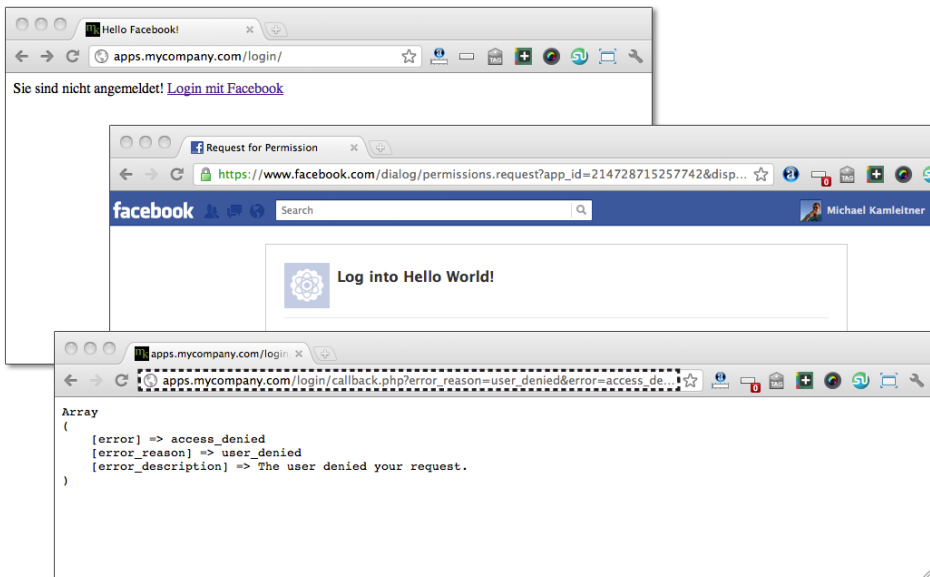 Hello Facebook!
apps.mycompany.com/login/
Sie sind nicht angemeldet! Login mit Facebook
Request for Permission
https://www.facebook.com/dialog/permissions.request?app_id=214728715257742&disp...
facebook
Search
Michael Kamleitner
Log into Hello World!
apps.mycompany.com/login
apps.mycompany.com/login/callback.php?error_reason=user_denied&error=access_de...
Array
(
[error] => access_denied
[error_reason] => user_denied
[error_description] => The user denied your request.
)